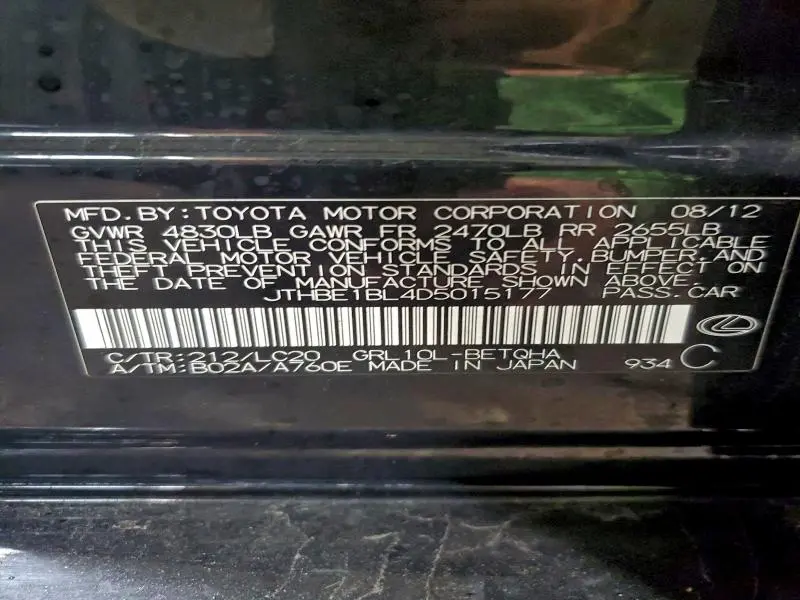 MFD.BY:TOYOTA MOTOR CORPORATION 08/12
GVWR 4830LB GAWR FR 2470LB RR 2655LB
THIS VEHICLE CONFORMS TO ALL APPLICABLE
FEDERAL MOTOR VEHICLE SAFETY,BUMPER,AND
THEFT PREVENTION STANDARDS IN EFFECT ON
THE DATE OF MANUFACTURE SHOWN ABOVE.
JTHBE1BL4D5015177 PASS.CAR
C/TR:212/LC20 GRL10L-BETQHA
A/TM:B02A/A760E MADE IN JAPAN 934 C